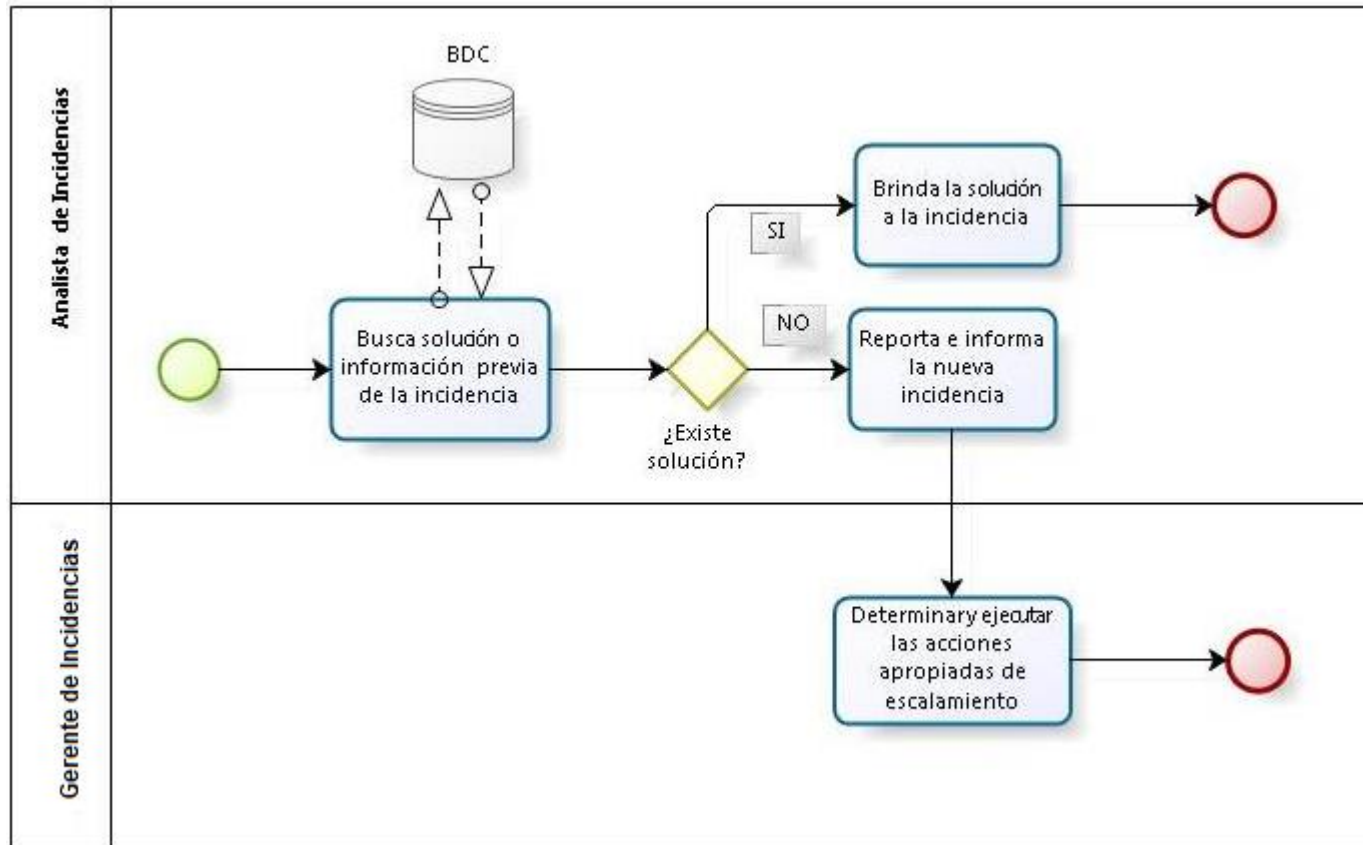 Analista de Incidencias
BDC
Busca solución o
información previa
de la incidencia
¿Existe
solución?
SI
Brinda la solución
a la incidencia
NO
Reporta e informa
la nueva
incidencia
Gerente de Incidencias
Determinar y ejecutar
las acciones
apropiadas de
escalamiento